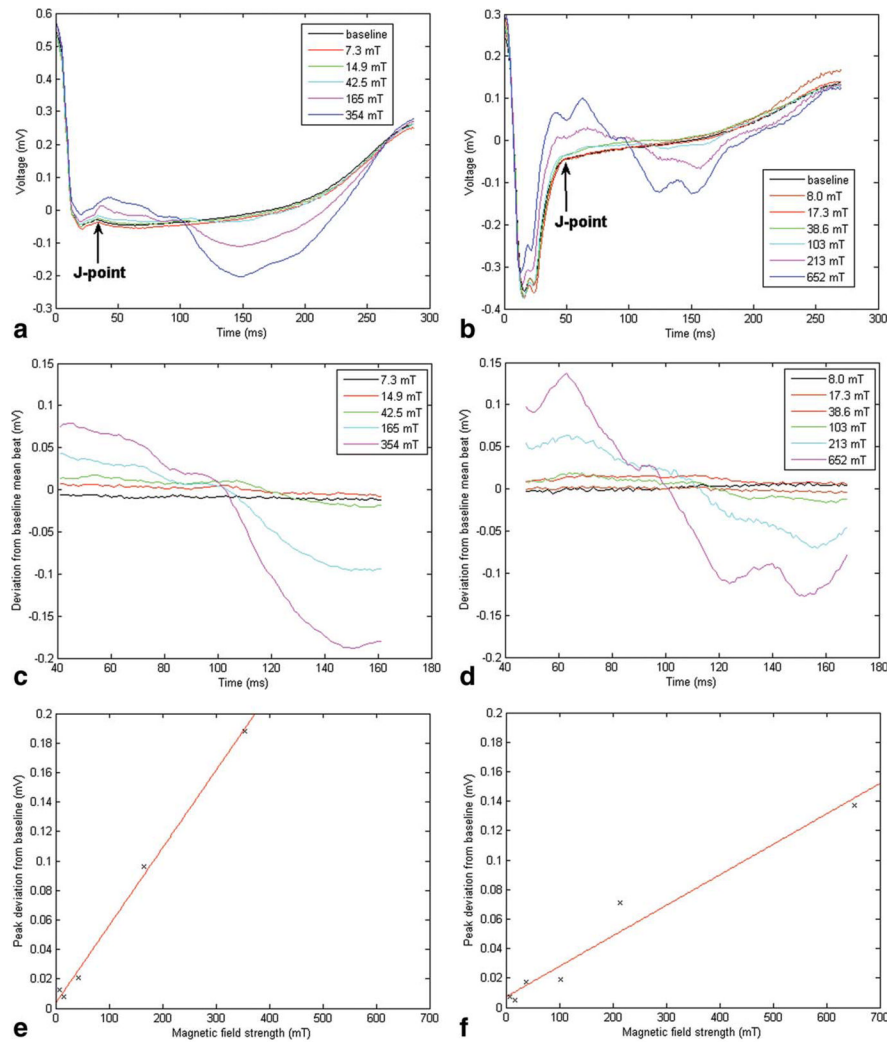 0.6
0.5
0.4
0.3
0.2
0.1
0
-0.1
-0.2
-0.3
Voltage (mV)
baseline
7.3 mT
14.9 mT
42.5 mT
165 mT
354 mT
J-point
0 50 100 150 200 250 300
Time (ms)
a
0.3
0.2
0.1
0
-0.1
-0.2
-0.3
-0.4
Voltage (mV)
baseline
8.0 mT
17.3 mT
38.6 mT
103 mT
213 mT
652 mT
J-point
0 50 100 150 200 250 300
Time (ms)
b
0.15
0.1
0.05
0
-0.05
-0.1
-0.15
-0.2
Deviation from baseline mean beat (mV)
7.3 mT
14.9 mT
42.5 mT
165 mT
354 mT
40 60 80 100 120 140 160 180
Time (ms)
c
0.15
0.1
0.05
0
-0.05
-0.1
-0.15
-0.2
Deviation from baseline mean beat (mV)
8.0 mT
17.3 mT
38.6 mT
103 mT
213 mT
652 mT
40 60 80 100 120 140 160 180
Time (ms)
d
0.2
0.18
0.16
0.14
0.12
0.1
0.08
0.06
0.04
0.02
0
Peak deviation from baseline (mV)
0 100 200 300 400 500 600 700
Magnetic field strength (mT)
e
0.2
0.18
0.16
0.14
0.12
0.1
0.08
0.06
0.04
0.02
0
Peak deviation from baseline (mV)
0 100 200 300 400 500 600 700
Magnetic field strength (mT)
f